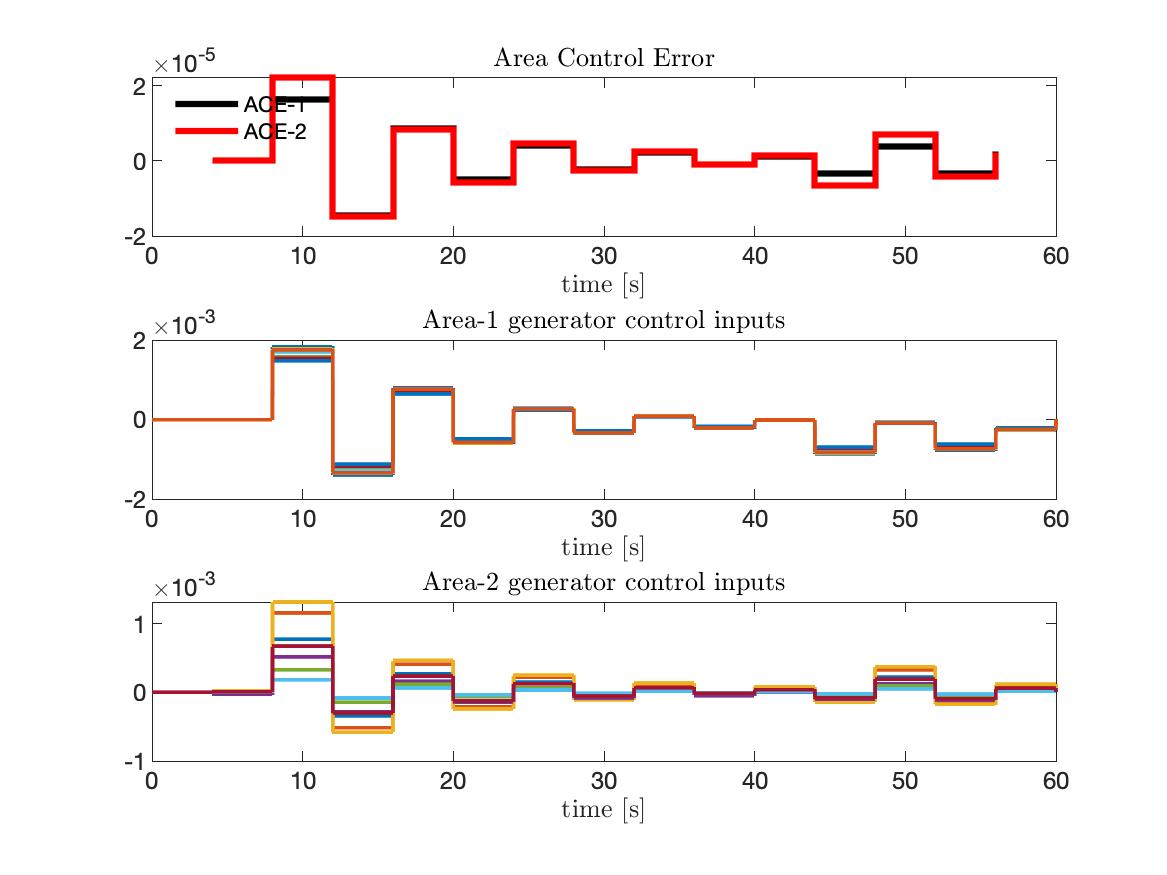 ×10-5
Area Control Error
2
ACE-1
ACE-2
0
-2
0 10 20 30 40 50 60
time [s]
×10-3
Area-1 generator control inputs
2
0
-2
0 10 20 30 40 50 60
time [s]
×10-3
Area-2 generator control inputs
1
0
-1
0 10 20 30 40 50 60
time [s]